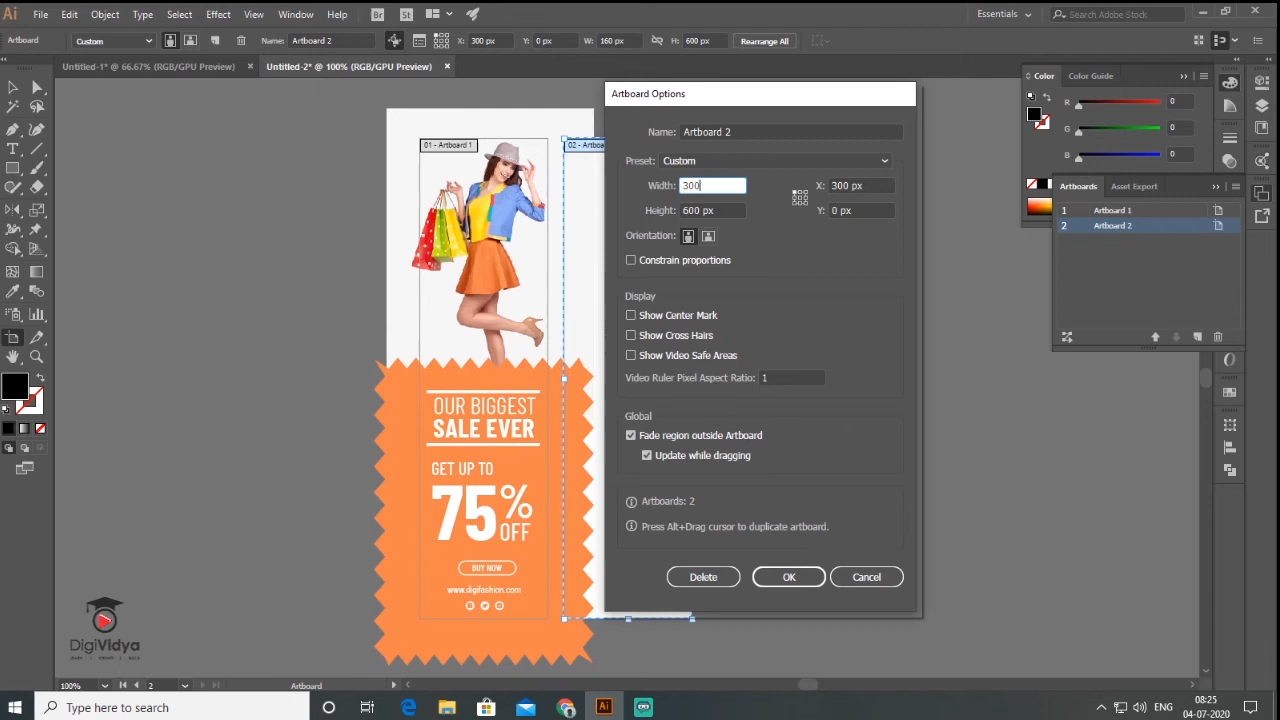 Ai File Edit Object Type Select Effect View Window Help Br St Essentials Search Adobe Stock
Artboard Custom Name: Artboard 2 X: 300 px Y: 0 px W: 160 px H: 600 px Rearrange All
Untitled-1* @ 66.67% (RGB/GPU Preview) × Untitled-2* @ 100% (RGB/GPU Preview) ×
Color Color Guide
R 0
G 0
B 0
Artboards Asset Export
1 Artboard 1
2 Artboard 2
01 - Artboard 1
02 - Artboa
OUR BIGGEST
SALE EVER
GET UP TO
75% OFF
BUY NOW
www.digifashion.com
Artboard Options
Name: Artboard 2
Preset: Custom
Width: 300 X: 300 px
Height: 600 px Y: 0 px
Orientation:
Constrain proportions
Display
Show Center Mark
Show Cross Hairs
Show Video Safe Areas
Video Ruler Pixel Aspect Ratio: 1
Global
Fade region outside Artboard
Update while dragging
Artboards: 2
Press Alt+Drag cursor to duplicate artboard.
Delete OK Cancel
DigiVidya
100% 2 Artboard
Type here to search
Ai
ENG
08:25
04-07-2020